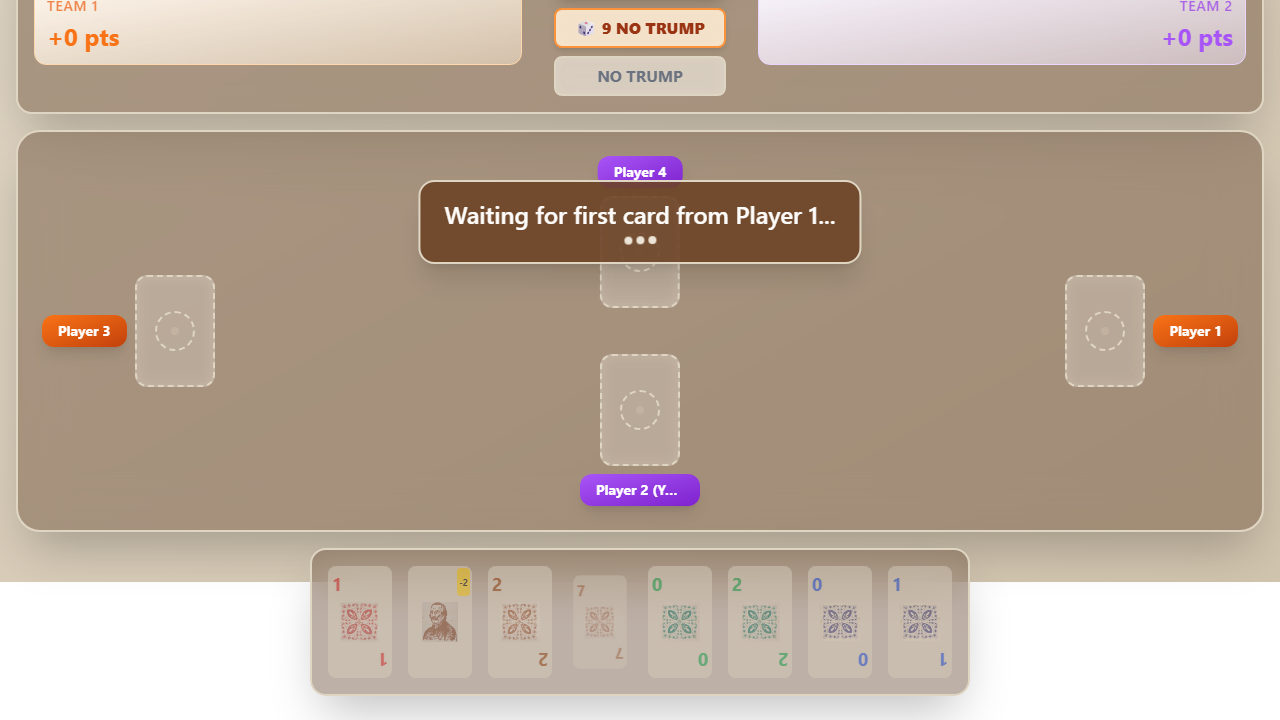 TEAM 1
+0 pts
🎲 9 NO TRUMP
NO TRUMP
TEAM 2
+0 pts
Player 4
Waiting for first card from Player 1...
Player 3
Player 1
Player 2 (Y...
1
1
-2
2
2
7
7
0
0
2
2
0
0
1
1